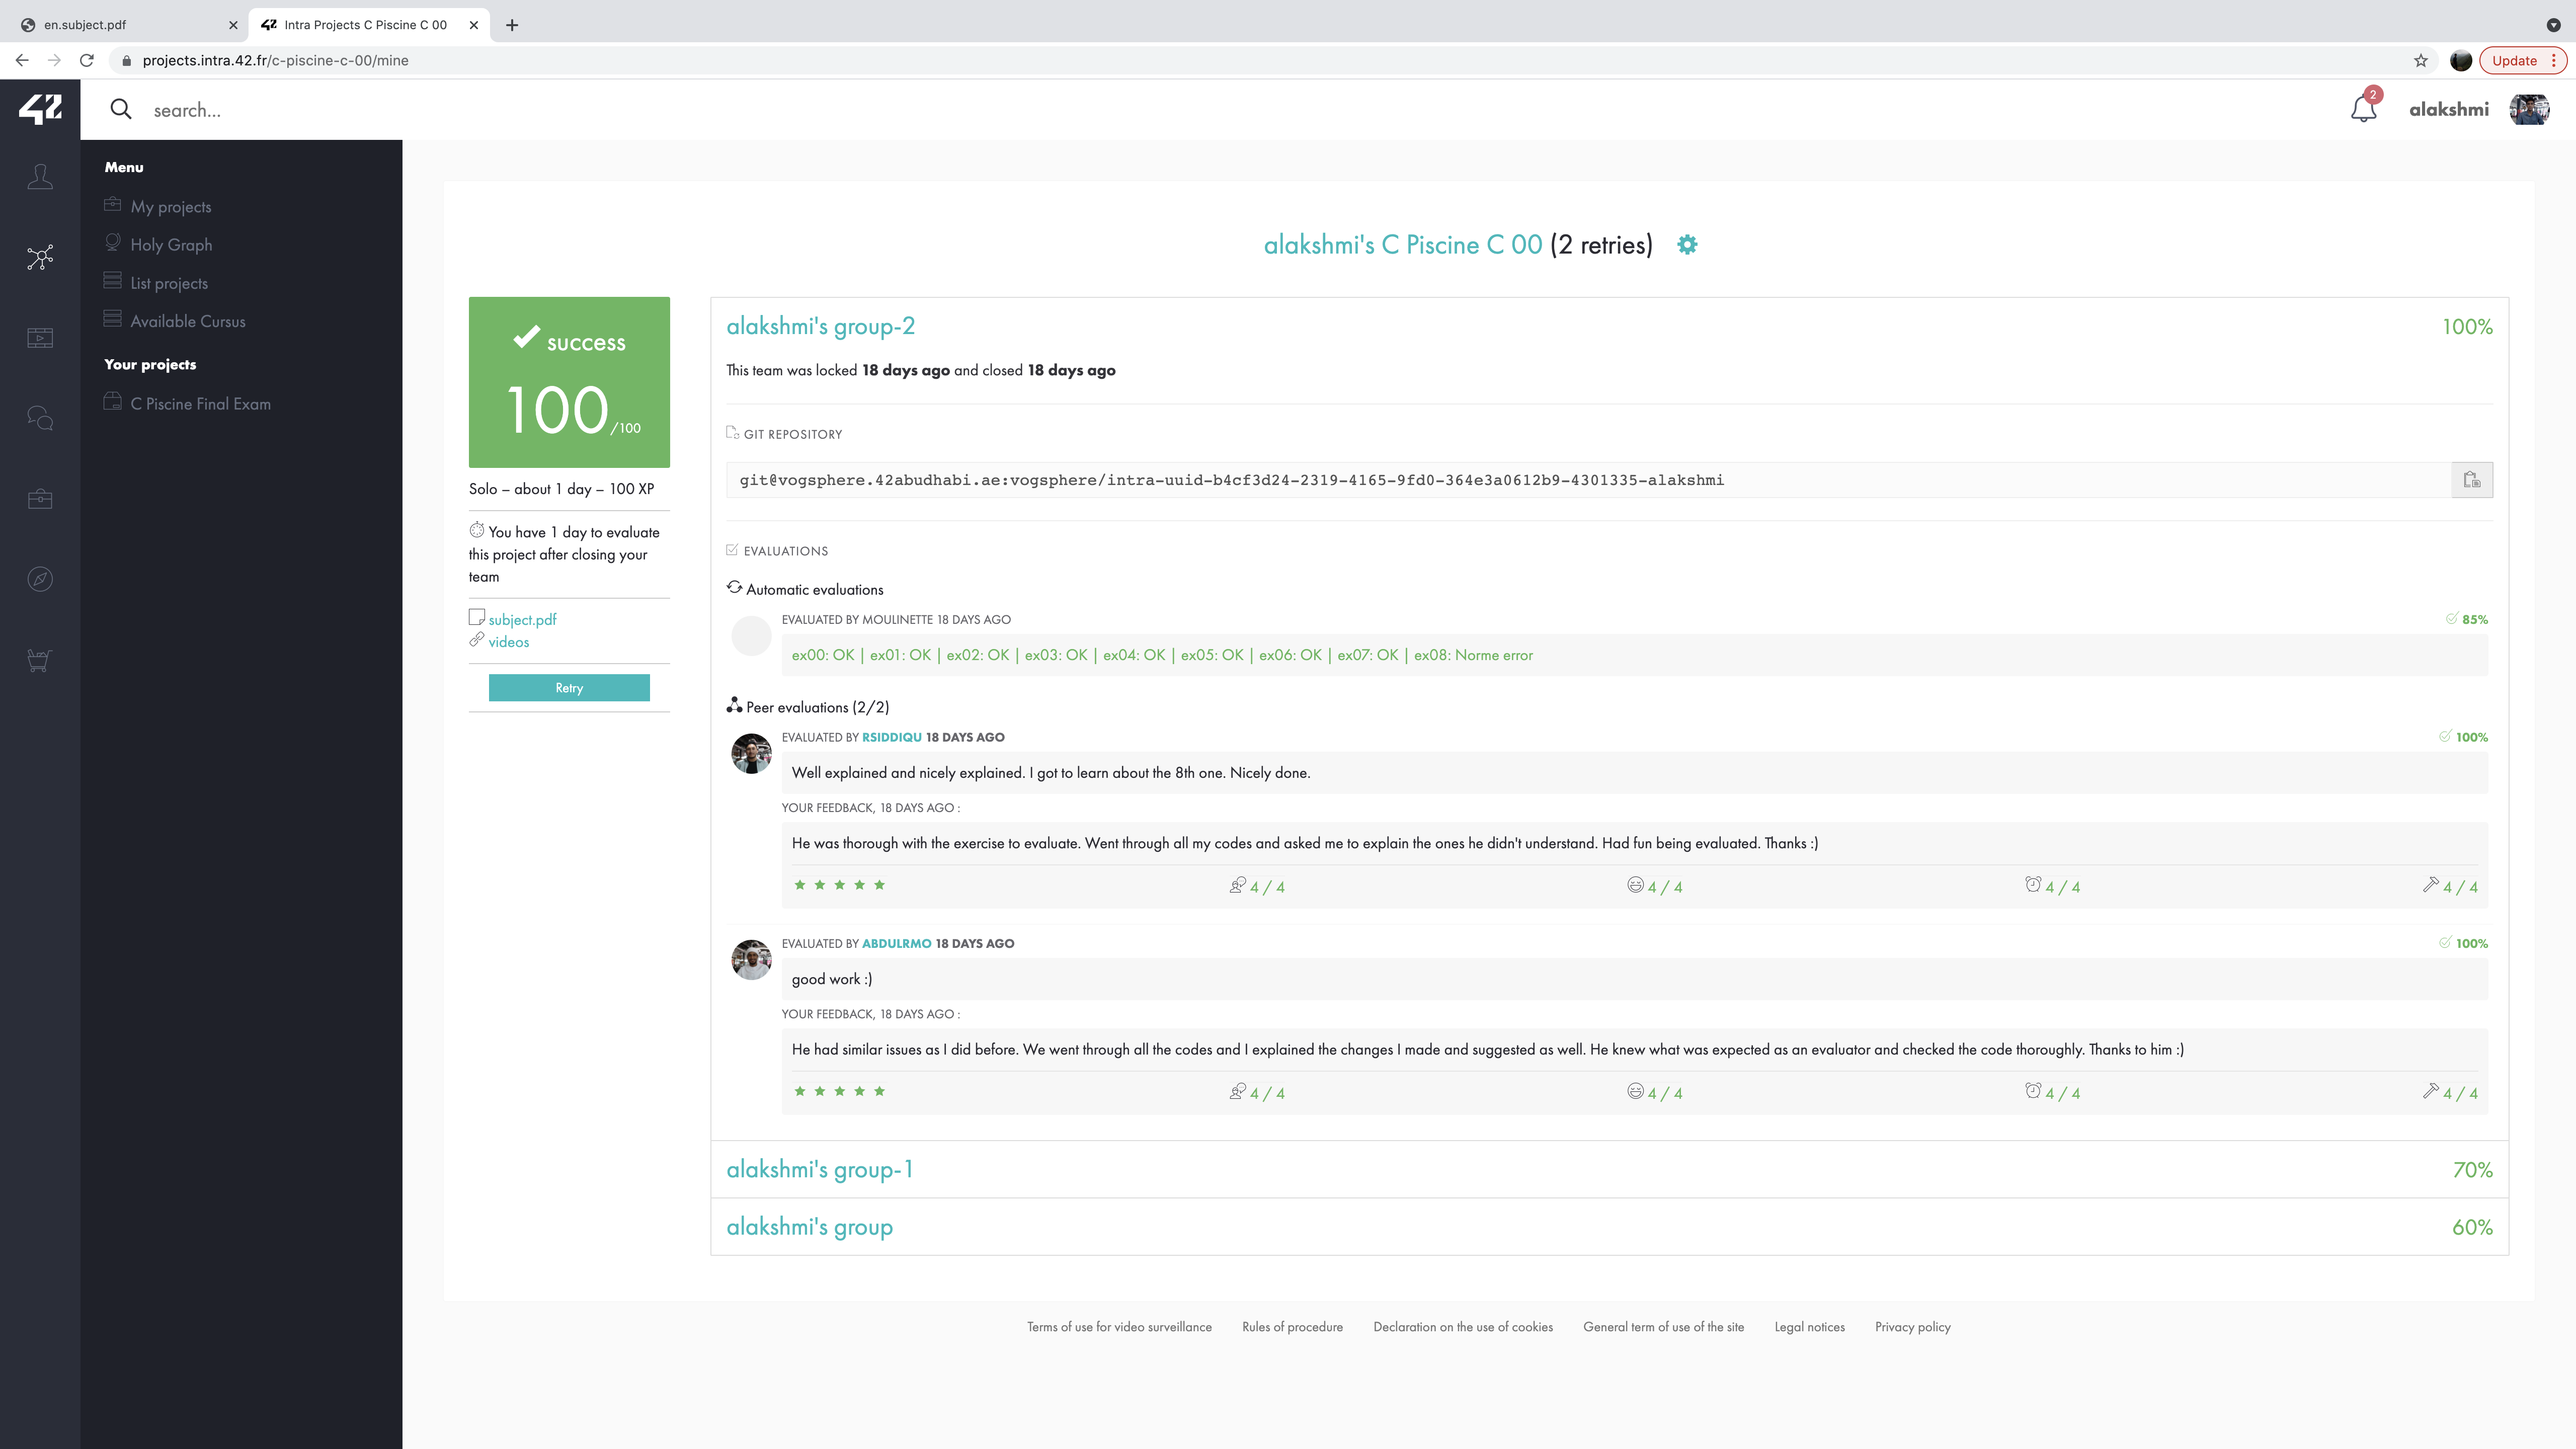 en.subject.pdf
42 Intra Projects C Piscine C 00
projects.intra.42.fr/c-piscine-c-00/mine
Update
42
search...
2
alakshmi
Menu
My projects
Holy Graph
List projects
Available Cursus
Your projects
C Piscine Final Exam
alakshmi's C Piscine C 00 (2 retries)
success
100/100
Solo – about 1 day – 100 XP
You have 1 day to evaluate
this project after closing your
team
subject.pdf
videos
Retry
alakshmi's group-2 100%
This team was locked 18 days ago and closed 18 days ago
GIT REPOSITORY
git@vogsphere.42abudhabi.ae:vogsphere/intra-uuid-b4cf3d24-2319-4165-9fd0-364e3a0612b9-4301335-alakshmi
EVALUATIONS
Automatic evaluations
EVALUATED BY MOULINETTE 18 DAYS AGO 85%
ex00: OK | ex01: OK | ex02: OK | ex03: OK | ex04: OK | ex05: OK | ex06: OK | ex07: OK | ex08: Norme error
Peer evaluations (2/2)
EVALUATED BY RSIDDIQU 18 DAYS AGO 100%
Well explained and nicely explained. I got to learn about the 8th one. Nicely done.
YOUR FEEDBACK, 18 DAYS AGO :
He was thorough with the exercise to evaluate. Went through all my codes and asked me to explain the ones he didn't understand. Had fun being evaluated. Thanks :)
4 / 4 4 / 4 4 / 4 4 / 4
EVALUATED BY ABDULRMO 18 DAYS AGO 100%
good work :)
YOUR FEEDBACK, 18 DAYS AGO :
He had similar issues as I did before. We went through all the codes and I explained the changes I made and suggested as well. He knew what was expected as an evaluator and checked the code thoroughly. Thanks to him :)
4 / 4 4 / 4 4 / 4 4 / 4
alakshmi's group-1 70%
alakshmi's group 60%
Terms of use for video surveillance Rules of procedure Declaration on the use of cookies General term of use of the site Legal notices Privacy policy